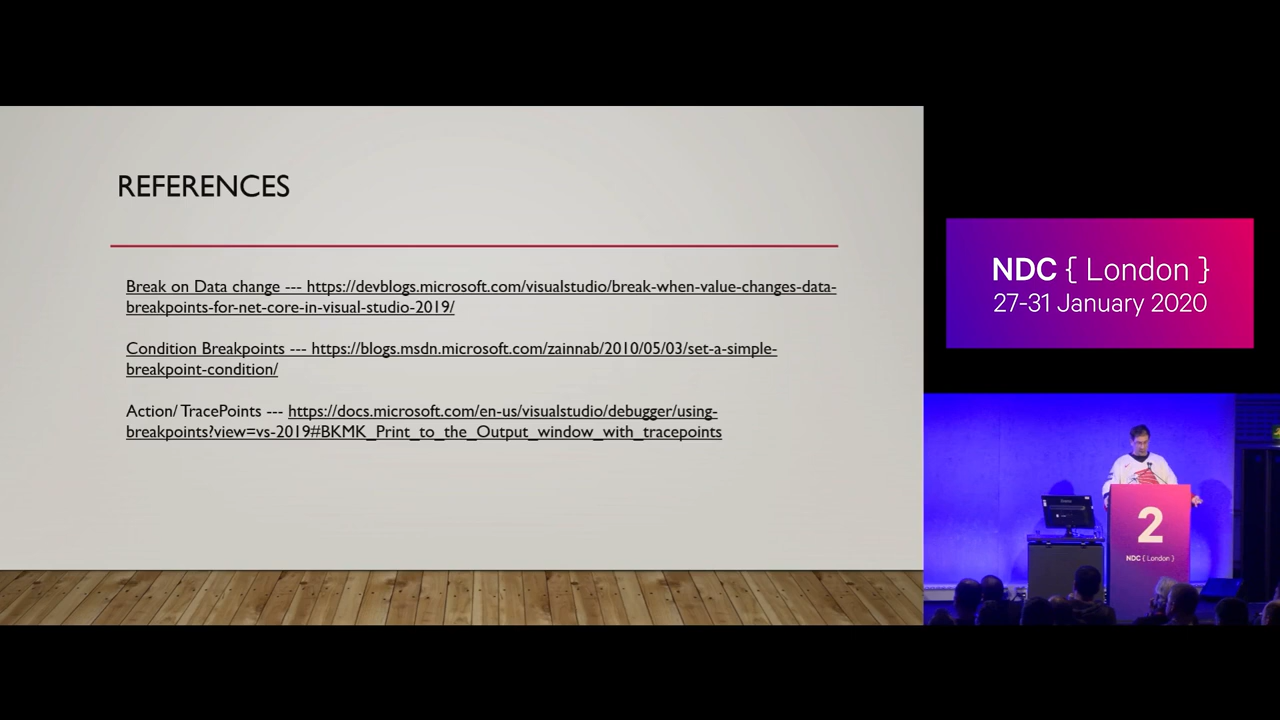 REFERENCES
Break on Data change --- https://devblogs.microsoft.com/visualstudio/break-when-value-changes-data-
breakpoints-for-net-core-in-visual-studio-2019/
Condition Breakpoints --- https://blogs.msdn.microsoft.com/zainnab/2010/05/03/set-a-simple-
breakpoint-condition/
Action/ TracePoints --- https://docs.microsoft.com/en-us/visualstudio/debugger/using-
breakpoints?view=vs-2019#BKMK_Print_to_the_Output_window_with_tracepoints
NDC { London }
27-31 January 2020
2
NDC { London }